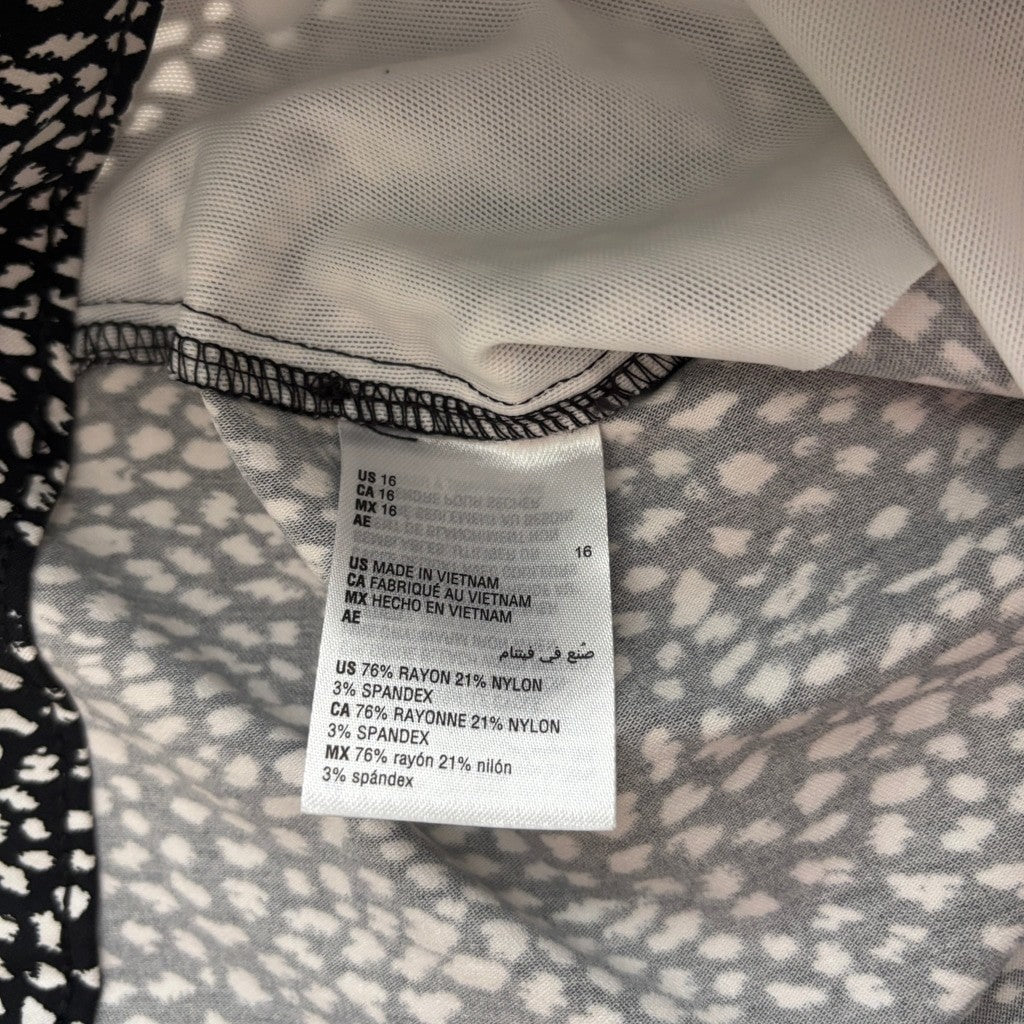 US 16
CA 16
MX 16
AE
16
US MADE IN VIETNAM
CA FABRIQUÉ AU VIETNAM
MX HECHO EN VIETNAM
AE
صُنع في فيتنام
US 76% RAYON 21% NYLON
3% SPANDEX
CA 76% RAYONNE 21% NYLON
3% SPANDEX
MX 76% rayón 21% nilón
3% spándex